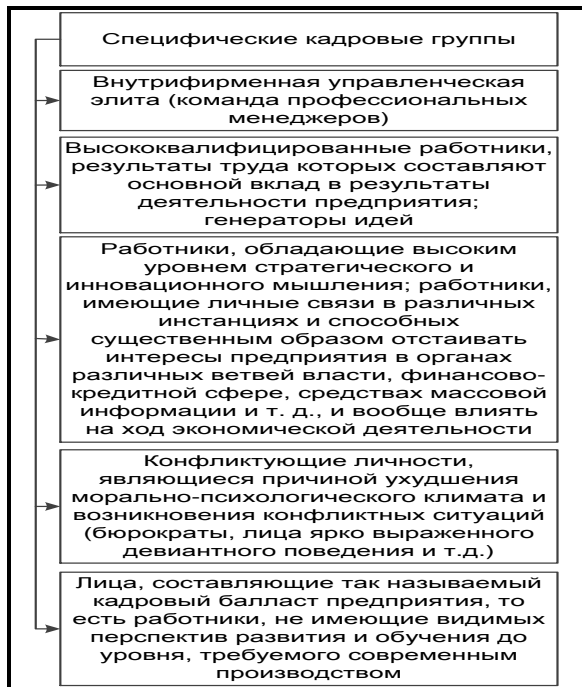 Специфические кадровые группы
Внутрифирменная управленческая
элита (команда профессиональных
менеджеров)
Высококвалифицированные работники,
результаты труда которых составляют
основной вклад в результаты
деятельности предприятия;
генераторы идей
Работники, обладающие высоким
уровнем стратегического и
инновационного мышления; работники,
имеющие личные связи в различных
инстанциях и способных
существенным образом отстаивать
интересы предприятия в органах
различных ветвей власти, финансово-
кредитной сфере, средствах массовой
информации и т. д., и вообще влиять
на ход экономической деятельности
Конфликтующие личности,
являющиеся причиной ухудшения
морально-психологического климата и
возникновения конфликтных ситуаций
(бюрократы, лица ярко выраженного
девиантного поведения и т.д.)
Лица, составляющие так называемый
кадровый балласт предприятия, то
есть работники, не имеющие видимых
перспектив развития и обучения до
уровня, требуемого современным
производством